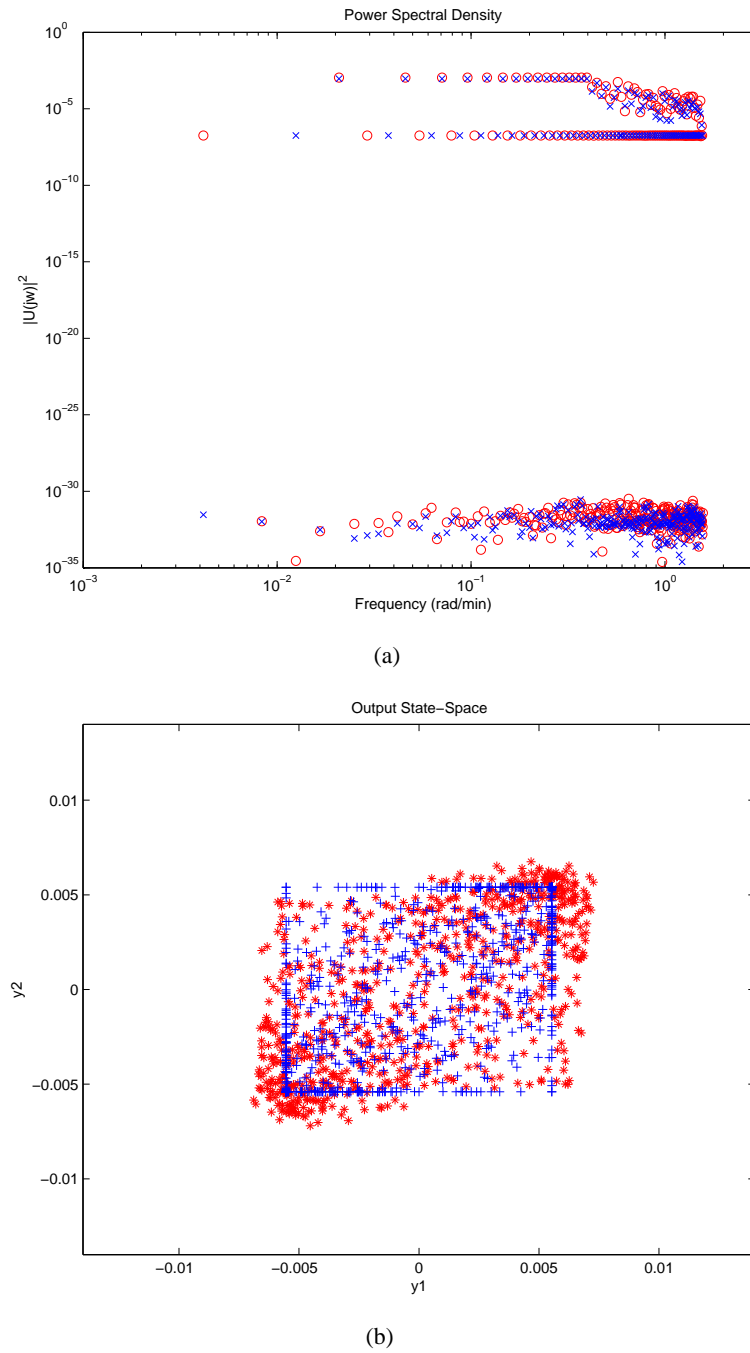 Power Spectral Density
10^0
10^−5
10^−10
10^−15
10^−20
10^−25
10^−30
10^−35
|U(jw)|^2
10^−3
10^−2
10^−1
10^0
Frequency (rad/min)
(a)
Output State−Space
0.01
0.005
0
−0.005
−0.01
y2
−0.01
−0.005
0
0.005
0.01
y1
(b)